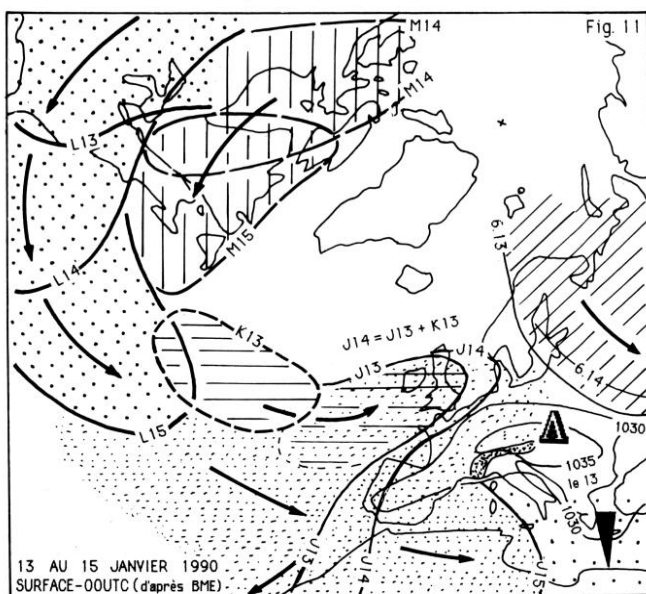 M14
Fig. 11
M14
L13
M15
6.13
L14
K13
J14=J13+K13
J13
J14
6.14
L15
1030
A
1035
le 13
1030
J13
J14
J15
13 AU 15 JANVIER 1990
SURFACE-00UTC (d'après BME)